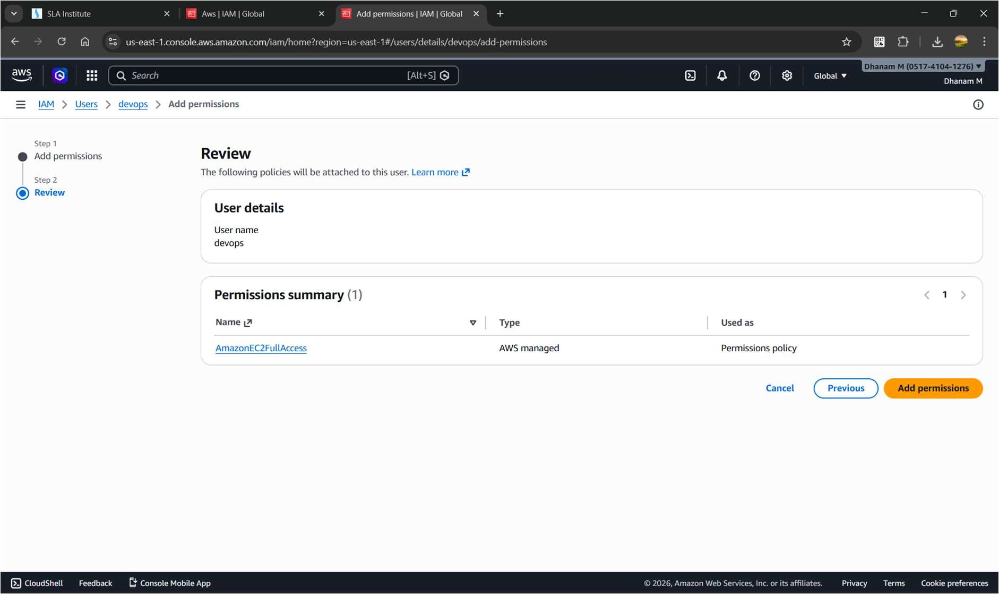 SLA Institute
Aws | IAM | Global
Add permissions | IAM | Global
us-east-1.console.aws.amazon.com/iam/home?region=us-east-1#/users/details/devops/add-permissions
aws
Search
[Alt+S]
Global
Dhanam M (0517-4104-1276)
Dhanam M
IAM
Users
devops
Add permissions
Step 1
Add permissions
Step 2
Review
Review
The following policies will be attached to this user. Learn more
User details
User name
devops
Permissions summary (1)
1
Name
Type
Used as
AmazonEC2FullAccess
AWS managed
Permissions policy
Cancel
Previous
Add permissions
CloudShell
Feedback
Console Mobile App
© 2026, Amazon Web Services, Inc. or its affiliates.
Privacy
Terms
Cookie preferences